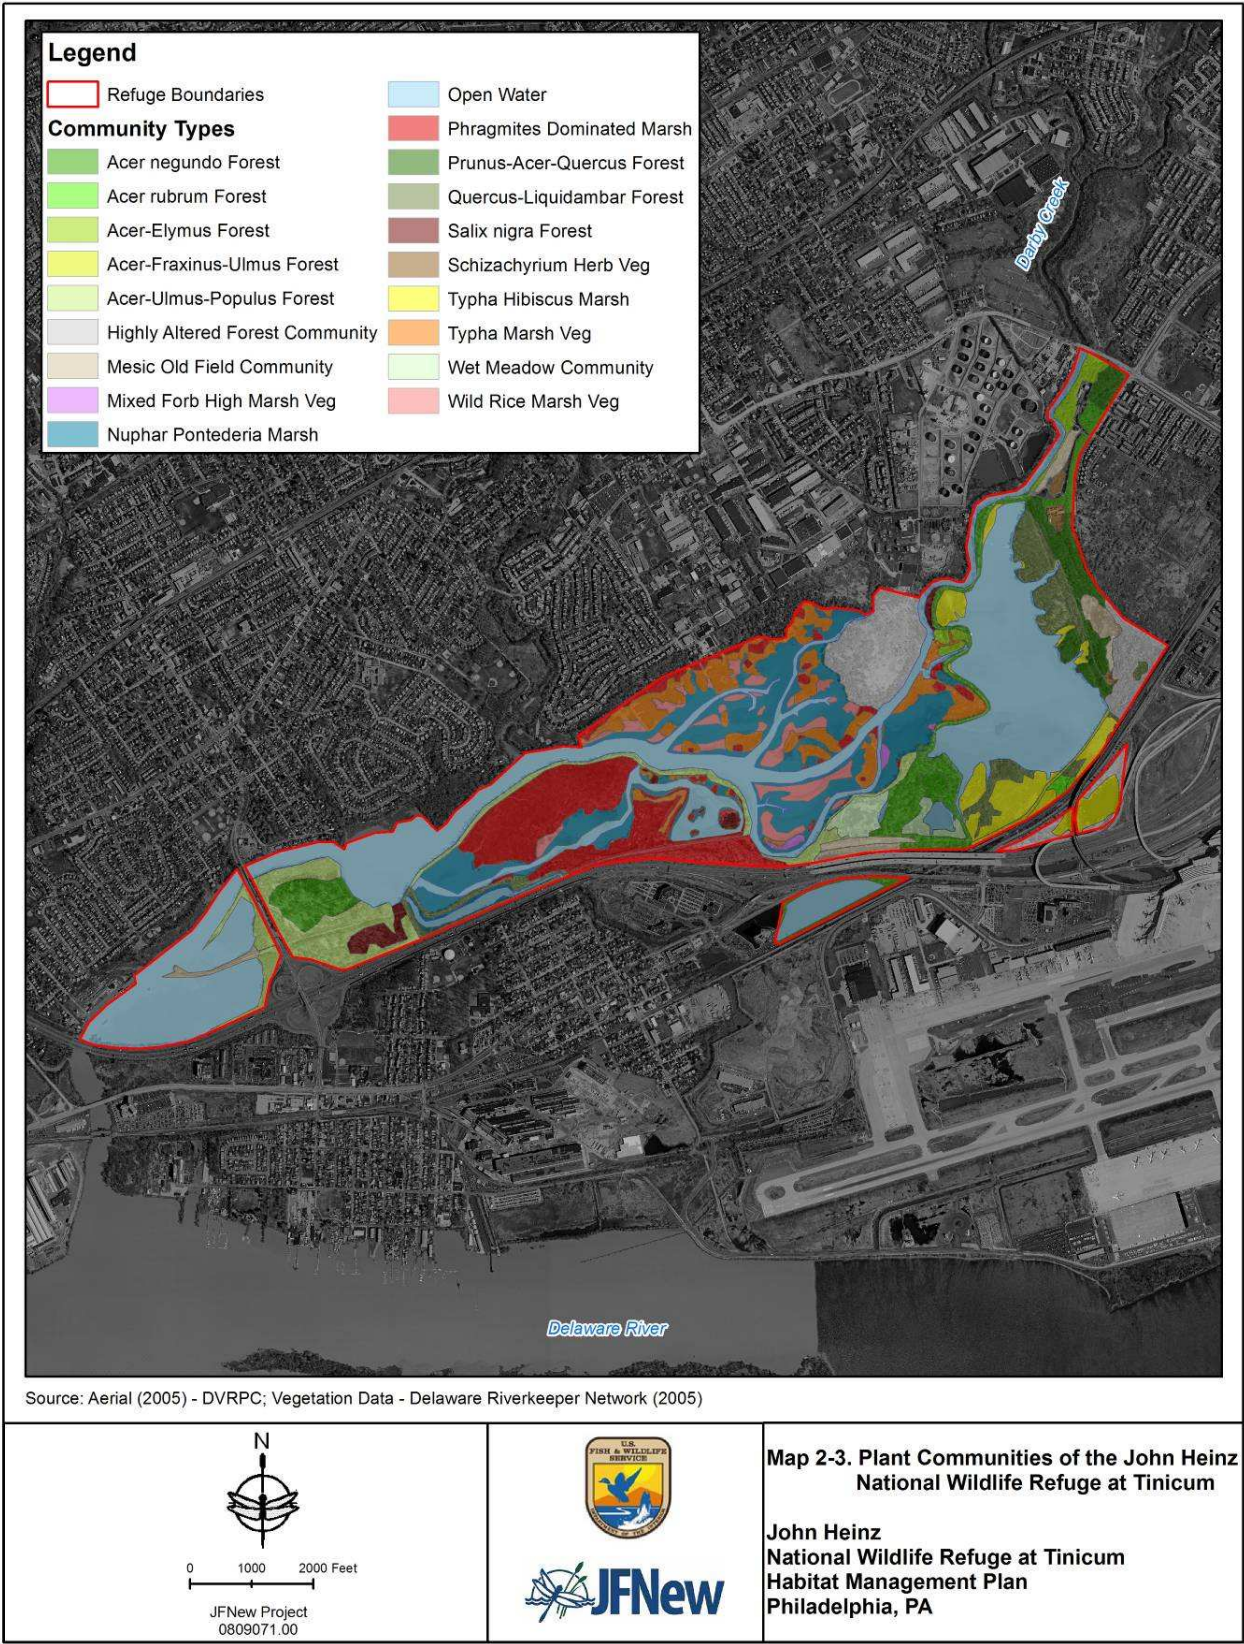 Legend
Refuge Boundaries
Community Types
Acer negundo Forest
Acer rubrum Forest
Acer-Elymus Forest
Acer-Fraxinus-Ulmus Forest
Acer-Ulmus-Populus Forest
Highly Altered Forest Community
Mesic Old Field Community
Mixed Forb High Marsh Veg
Nuphar Pontederia Marsh
Open Water
Phragmites Dominated Marsh
Prunus-Acer-Quercus Forest
Quercus-Liquidambar Forest
Salix nigra Forest
Schizachyrium Herb Veg
Typha Hibiscus Marsh
Typha Marsh Veg
Wet Meadow Community
Wild Rice Marsh Veg
Darby Creek
Delaware River
Source: Aerial (2005) - DVRPC; Vegetation Data - Delaware Riverkeeper Network (2005)
N
0 1000 2000 Feet
JFNew Project
0809071.00
U.S.
FISH & WILDLIFE
SERVICE
DEPARTMENT OF THE INTERIOR
JFNew
Map 2-3. Plant Communities of the John Heinz
National Wildlife Refuge at Tinicum
John Heinz
National Wildlife Refuge at Tinicum
Habitat Management Plan
Philadelphia, PA